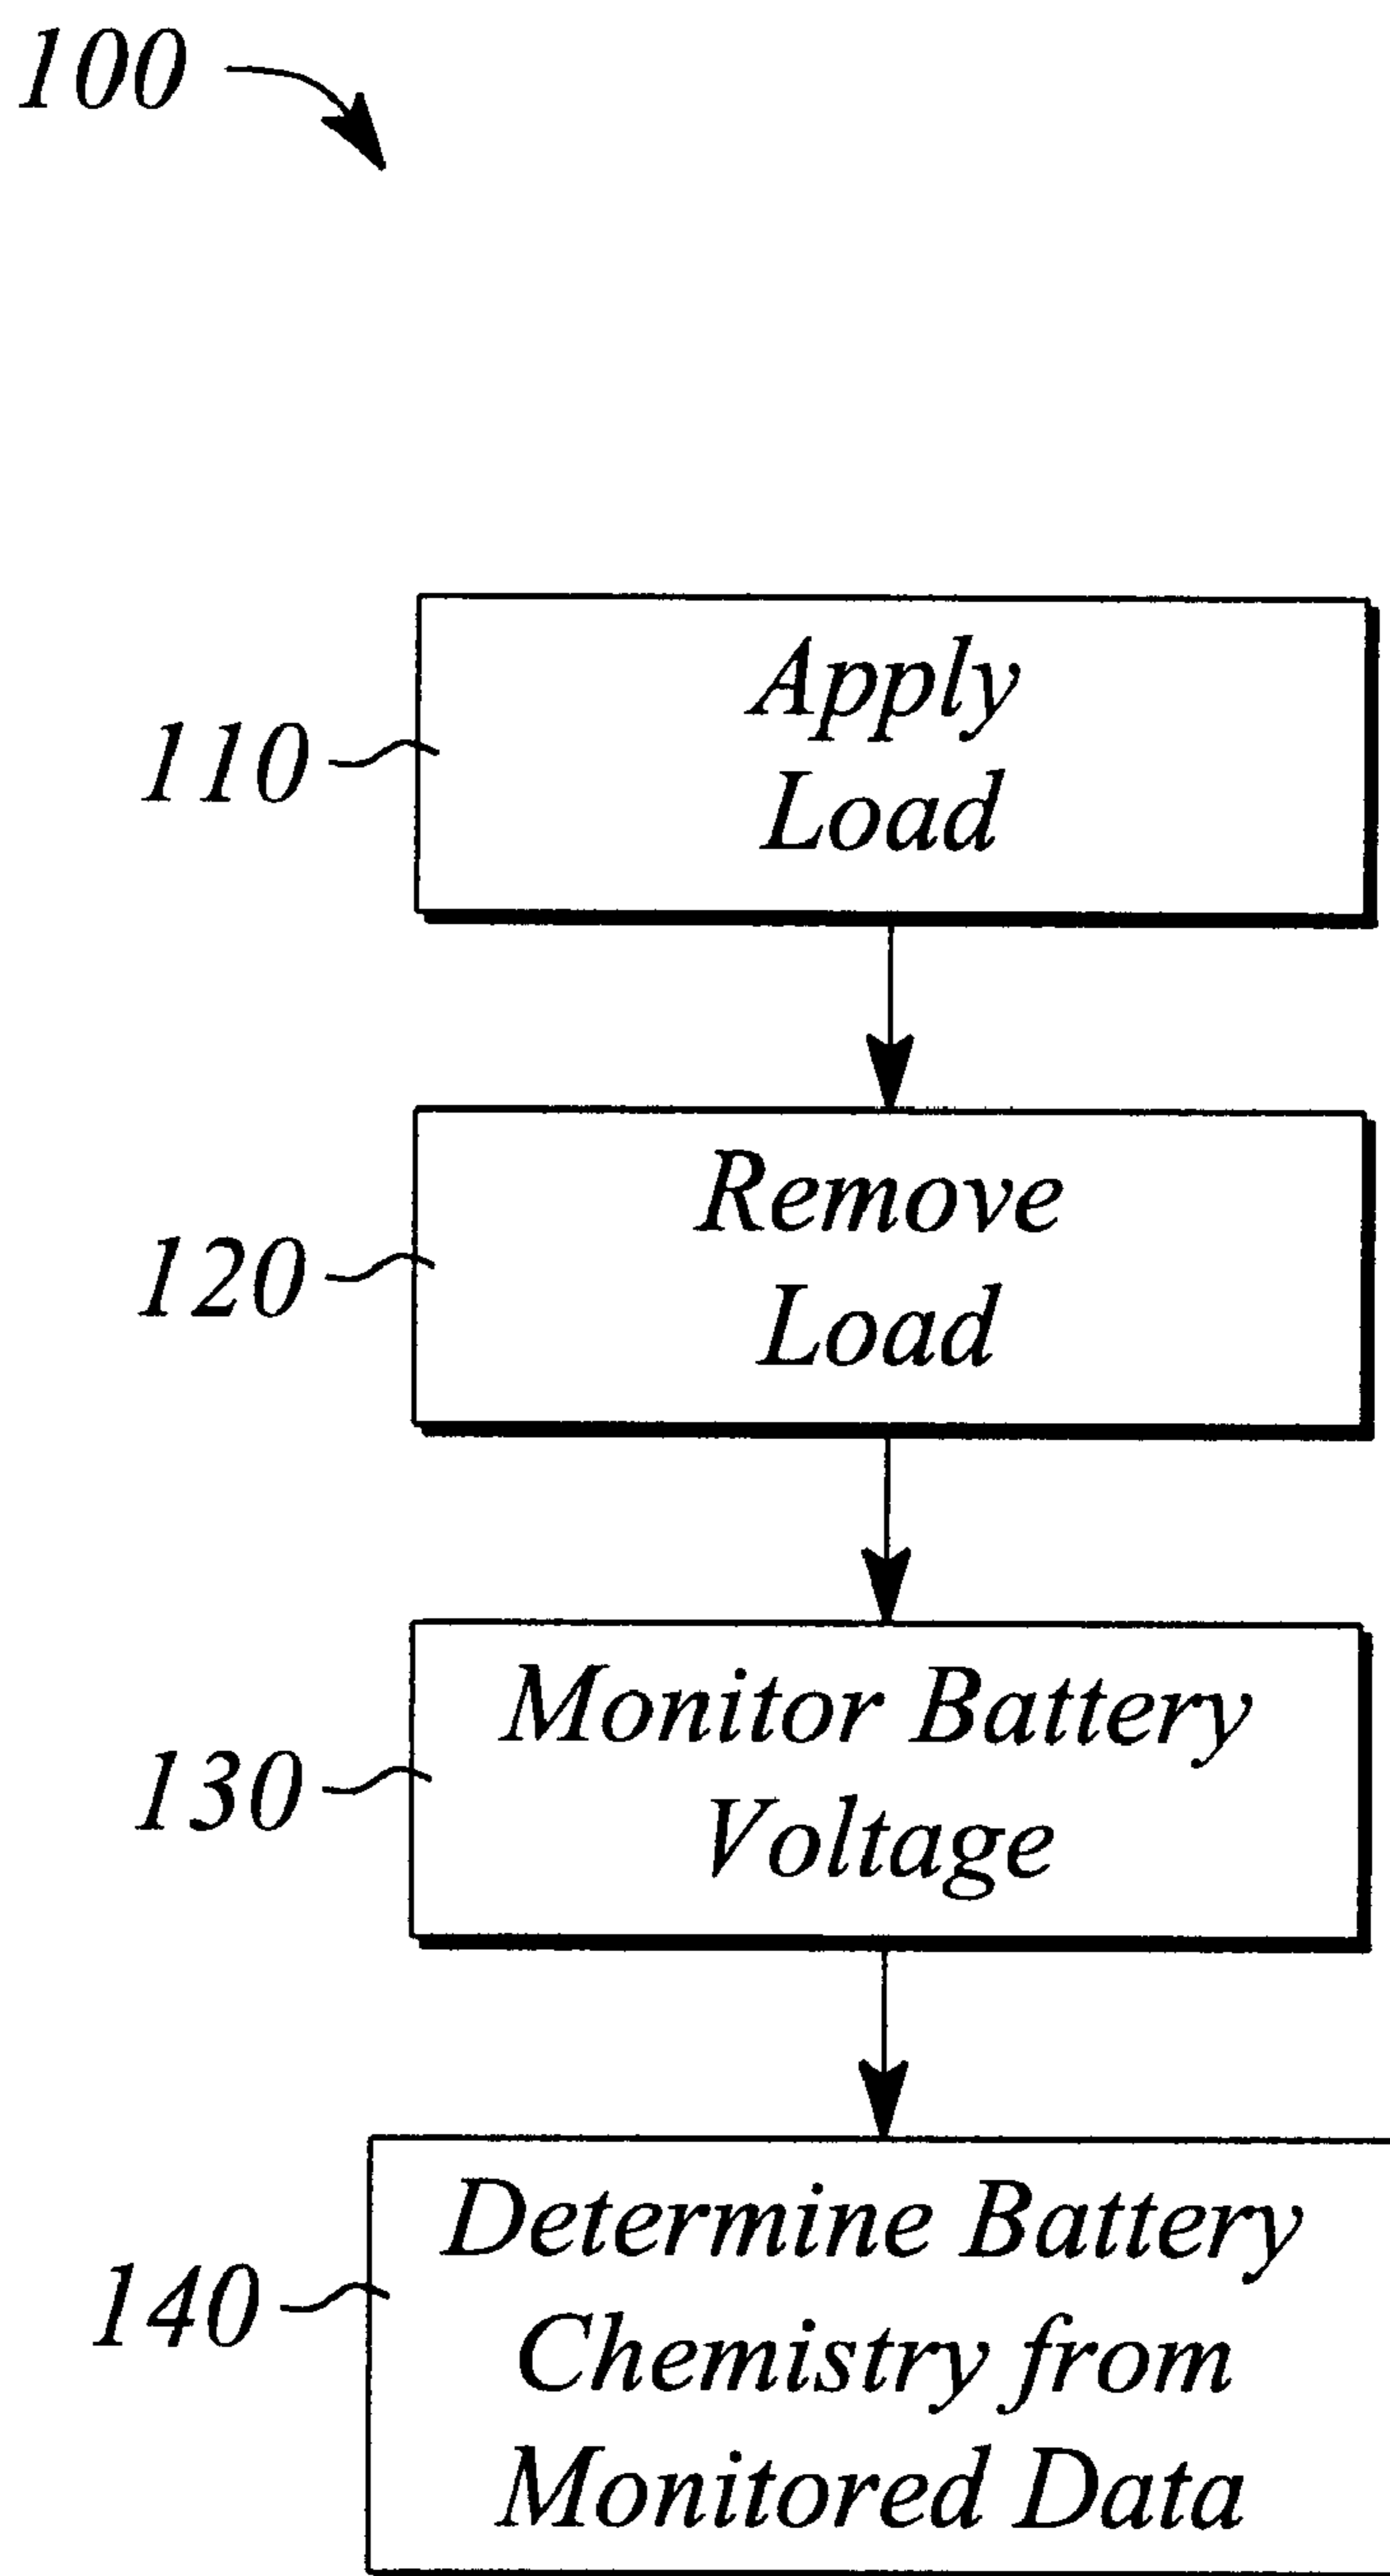 100
110
Apply
Load
120
Remove
Load
130
Monitor Battery
Voltage
140
Determine Battery
Chemistry from
Monitored Data